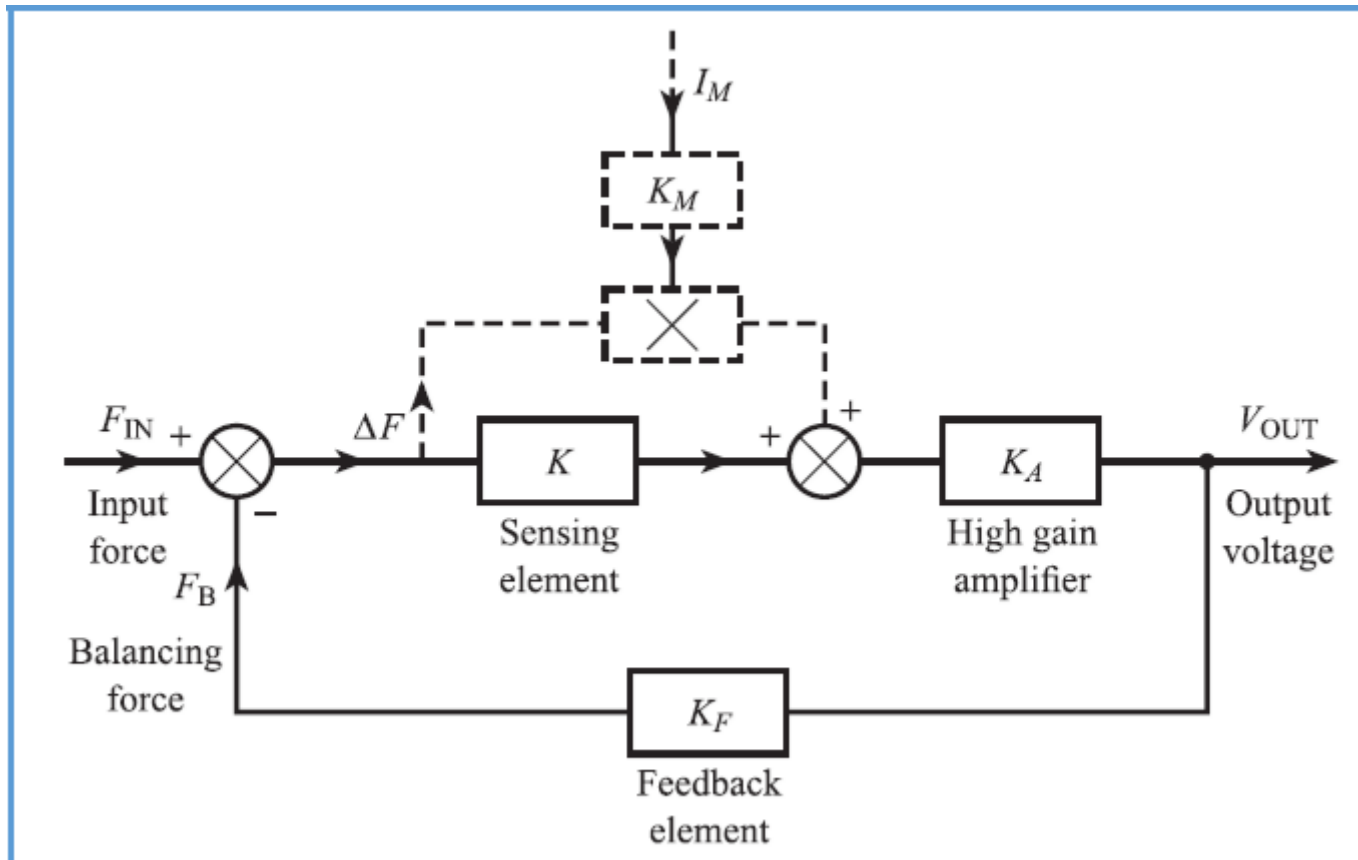 I_M
K_M
F_IN
+
ΔF
K
+
+
K_A
V_OUT
Input
force
−
Sensing
element
High gain
amplifier
Output
voltage
F_B
Balancing
force
K_F
Feedback
element